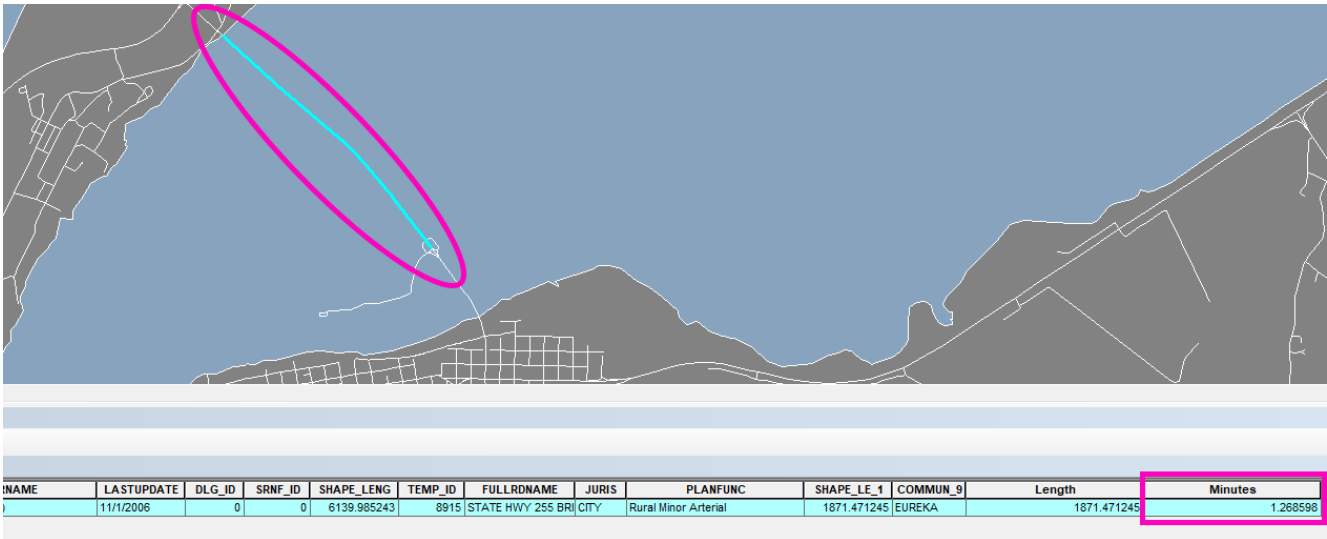 RNAME LASTUPDATE DLG_ID SRNF_ID SHAPE_LENG TEMP_ID FULLRDNAME JURIS PLANFUNC SHAPE_LE_1 COMMUN_9 Length Minutes
) 11/1/2006 0 0 6139.985243 8915 STATE HWY 255 BRI CITY Rural Minor Arterial 1871.471245 EUREKA 1871.471245 1.268598